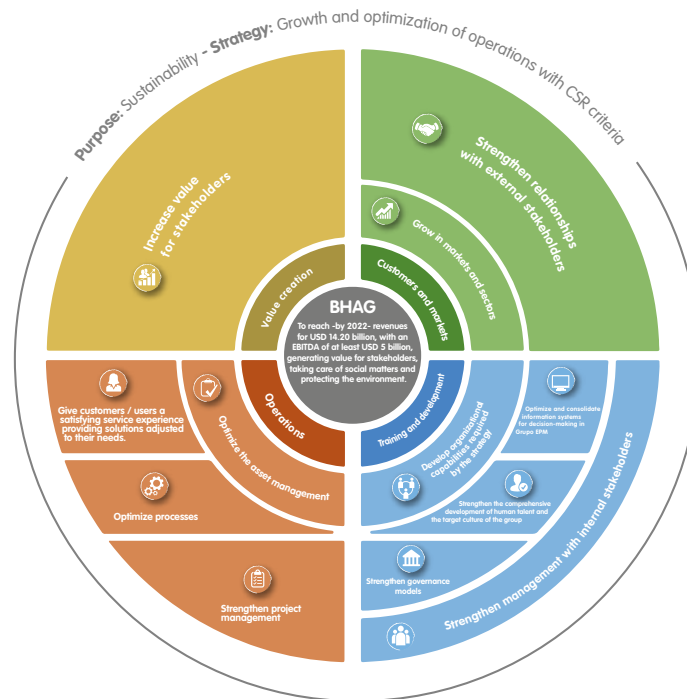 Purpose: Sustainability - Strategy: Growth and optimization of operations with CSR criteria
Increase value
for stakeholders
Strengthen relationships
with external stakeholders
Grow in markets and sectors
Value creation
Customers and markets
BHAG
To reach -by 2022- revenues
for USD 14.20 billion, with an
EBITDA of at least USD 5 billion,
generating value for stakeholders,
taking care of social matters and
protecting the environment.
Operations
Training and development
Give customers / users a
satisfying service experience
providing solutions adjusted
to their needs.
Optimize the asset management
Optimize processes
Strengthen project
management
Develop organizational
capabilities required
by the strategy
Optimize and consolidate
information systems
for decision-making in
Grupo EPM
Strengthen the comprehensive
development of human talent and
the target culture of the group
Strengthen governance
models
Strengthen management with internal stakeholders